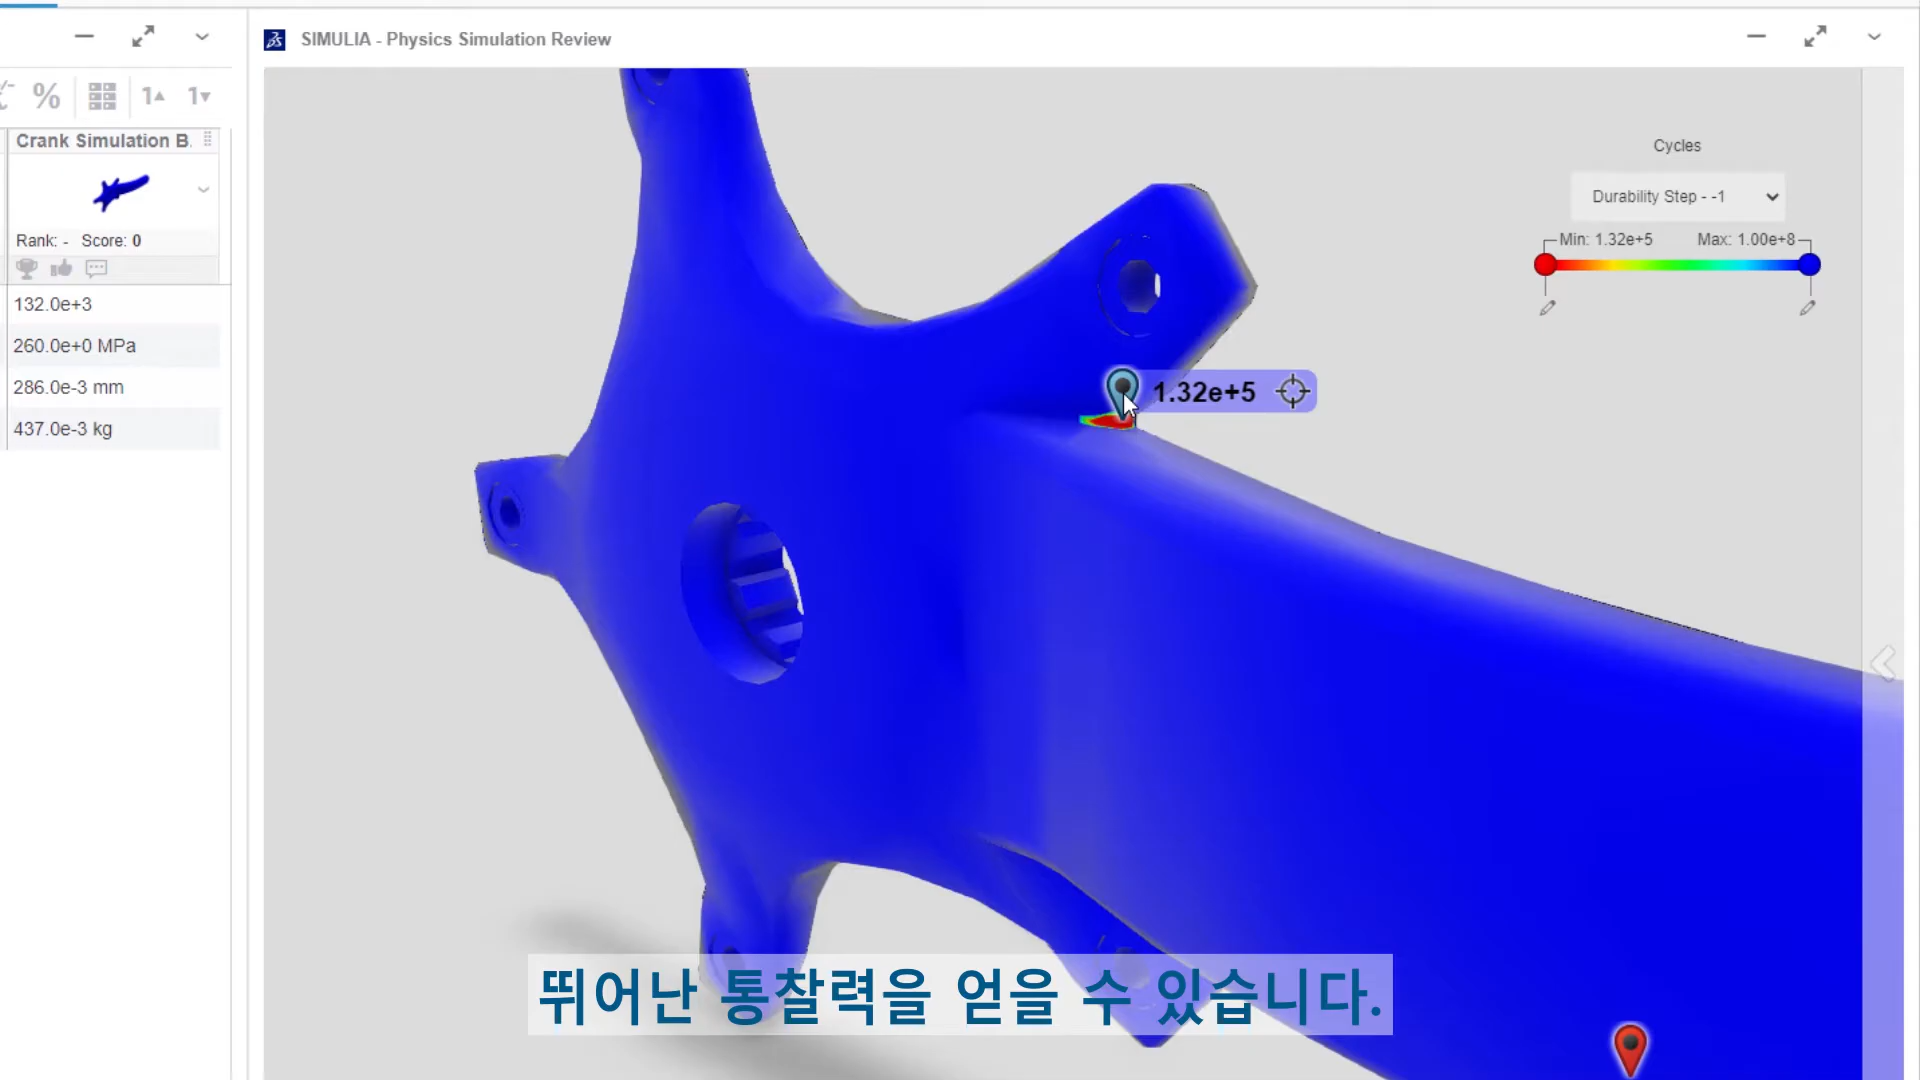 SIMULIA - Physics Simulation Review
%
1
1
Crank Simulation B.
Rank: - Score: 0
132.0e+3
260.0e+0 MPa
286.0e-3 mm
437.0e-3 kg
Cycles
Durability Step - -1
Min: 1.32e+5 Max: 1.00e+8
1.32e+5
뛰어난 통찰력을 얻을 수 있습니다.